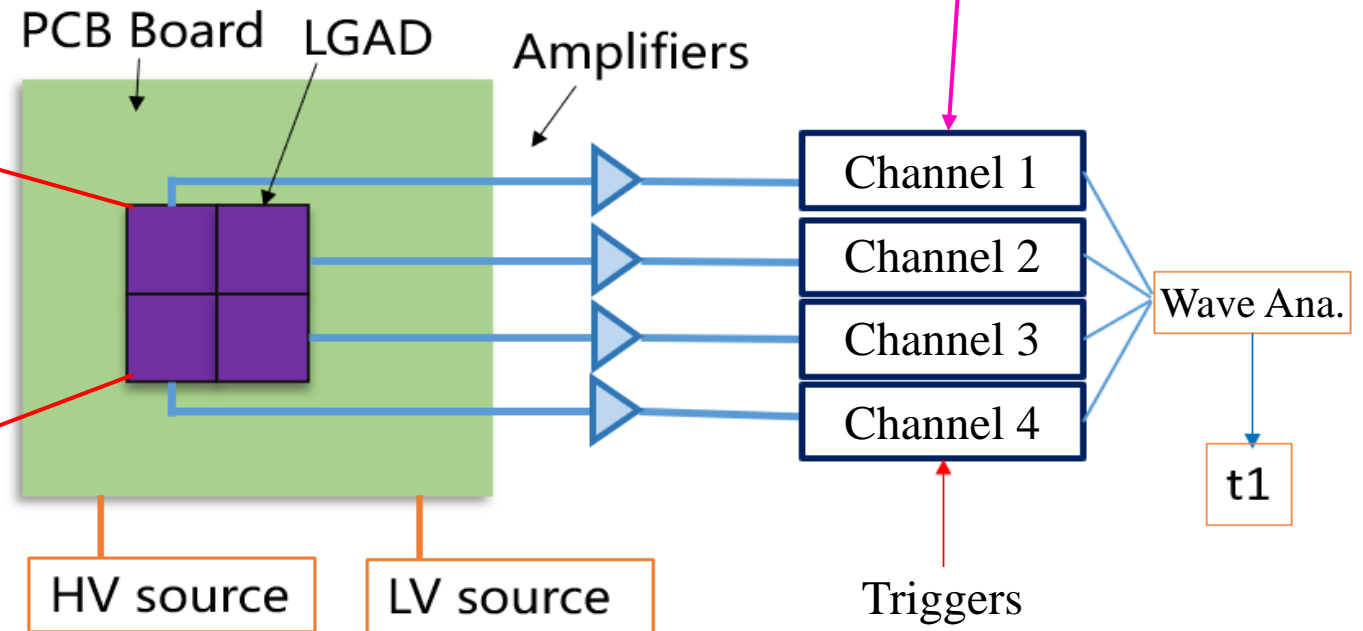 PCB Board
LGAD
Amplifiers
Channel 1
Channel 2
Channel 3
Channel 4
Wave Ana.
t1
HV source
LV source
Triggers